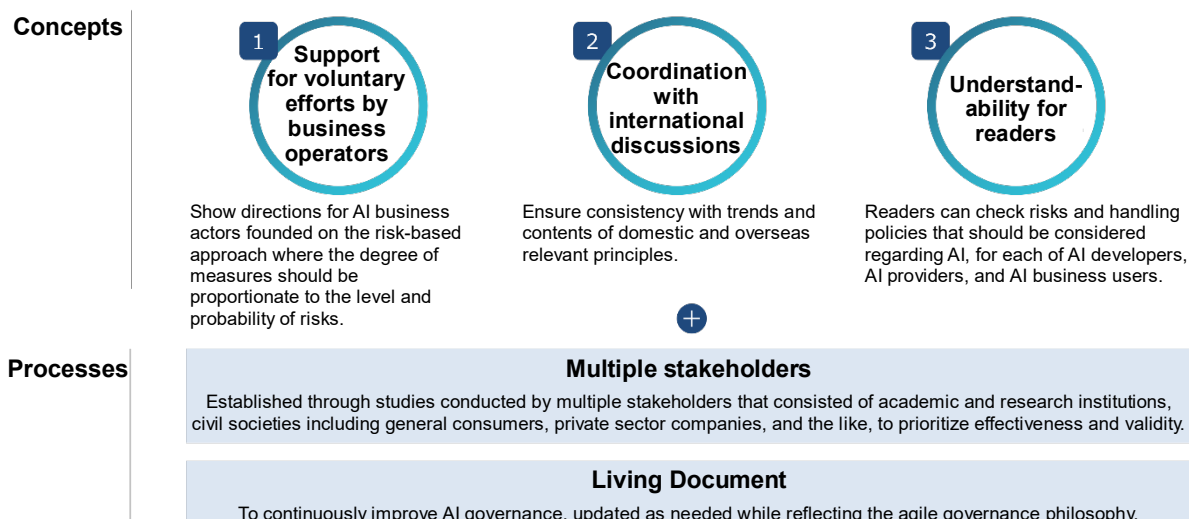 Concepts
1
Support
for voluntary
efforts by
business
operators
2
Coordination
with
international
discussions
3
Understand-
ability for
readers
Show directions for AI business
actors founded on the risk-based
approach where the degree of
measures should be
proportionate to the level and
probability of risks.
Ensure consistency with trends and
contents of domestic and overseas
relevant principles.
Readers can check risks and handling
policies that should be considered
regarding AI, for each of AI developers,
AI providers, and AI business users.
+
Processes
Multiple stakeholders
Established through studies conducted by multiple stakeholders that consisted of academic and research institutions,
civil societies including general consumers, private sector companies, and the like, to prioritize effectiveness and validity.
Living Document
To continuously improve AI governance, updated as needed while reflecting the agile governance philosophy.